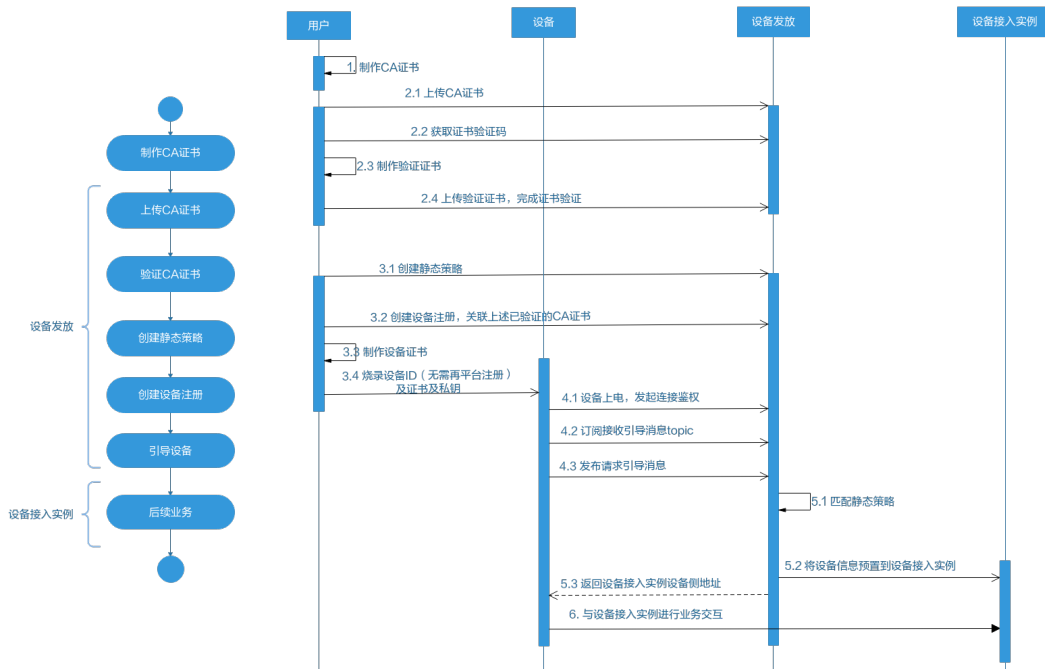 用户
设备
设备发放
设备接入实例
1. 制作CA证书
2.1 上传CA证书
2.2 获取证书验证码
2.3 制作验证证书
2.4 上传验证证书，完成证书验证
3.1 创建静态策略
3.2 创建设备注册，关联上述已验证的CA证书
3.3 制作设备证书
3.4 烧录设备ID（无需再平台注册）
及证书及私钥
4.1 设备上电，发起连接鉴权
4.2 订阅接收引导消息topic
4.3 发布请求引导消息
5.1 匹配静态策略
5.2 将设备信息预置到设备接入实例
5.3 返回设备接入实例设备侧地址
6. 与设备接入实例进行业务交互
制作CA证书
上传CA证书
验证CA证书
设备发放
创建静态策略
创建设备注册
引导设备
设备接入实例
后续业务